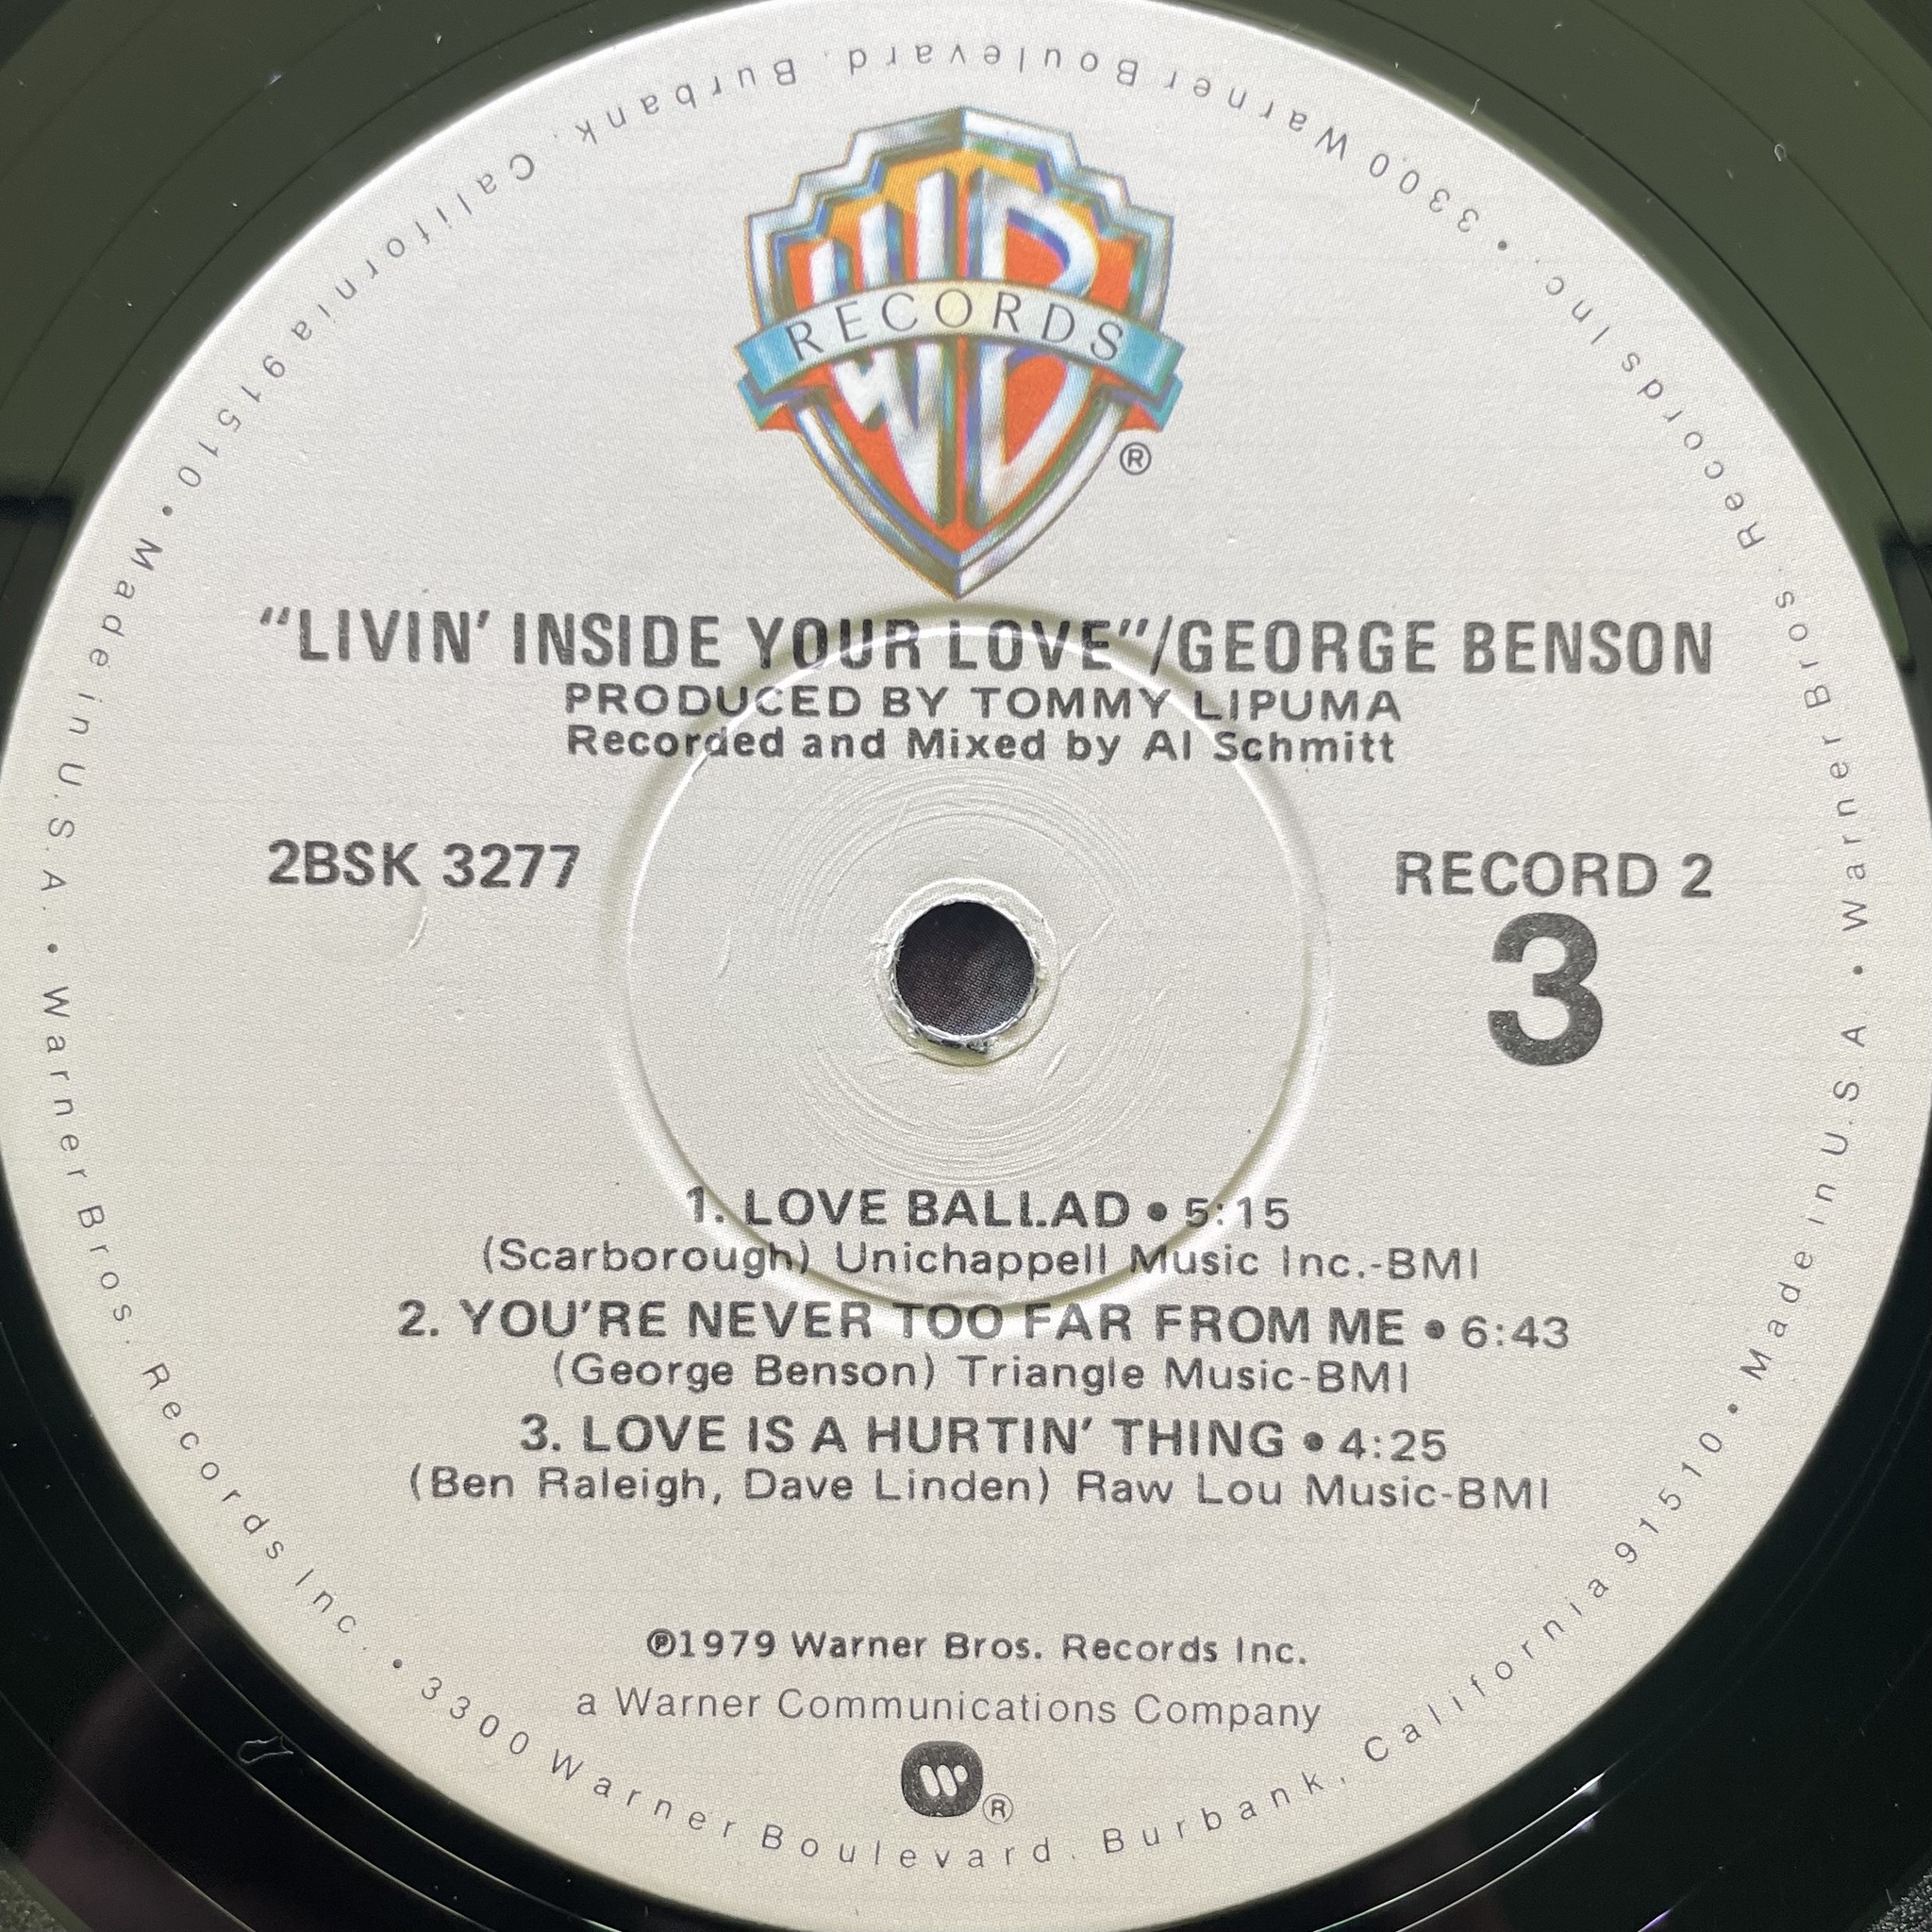 WB
RECORDS
®
"LIVIN' INSIDE YOUR LOVE"/GEORGE BENSON
PRODUCED BY TOMMY LIPUMA
Recorded and Mixed by Al Schmitt
2BSK 3277
RECORD 2
3
1. LOVE BALLAD • 5:15
(Scarborough) Unichappell Music Inc.-BMI
2. YOU'RE NEVER TOO FAR FROM ME • 6:43
(George Benson) Triangle Music-BMI
3. LOVE IS A HURTIN' THING • 4:25
(Ben Raleigh, Dave Linden) Raw Lou Music-BMI
℗1979 Warner Bros. Records Inc.
a Warner Communications Company
®
Warner Bros. Records Inc. • 3300 Warner Boulevard, Burbank, California 91510 • Made in U.S.A. • Warner Bros. Records Inc. • 3300 Warner Boulevard, Burbank, California 91510 • Made in U.S.A. •